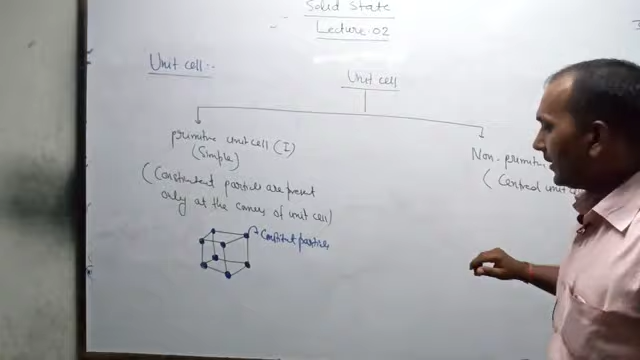 Solid State
Lecture-02
Unit cell:-
Unit cell
primitive unit cell (I)
(Simple)
(Constituent particles are present
only at the corners of unit cell)
Non-primitive
(Centred unit
Constituent particles